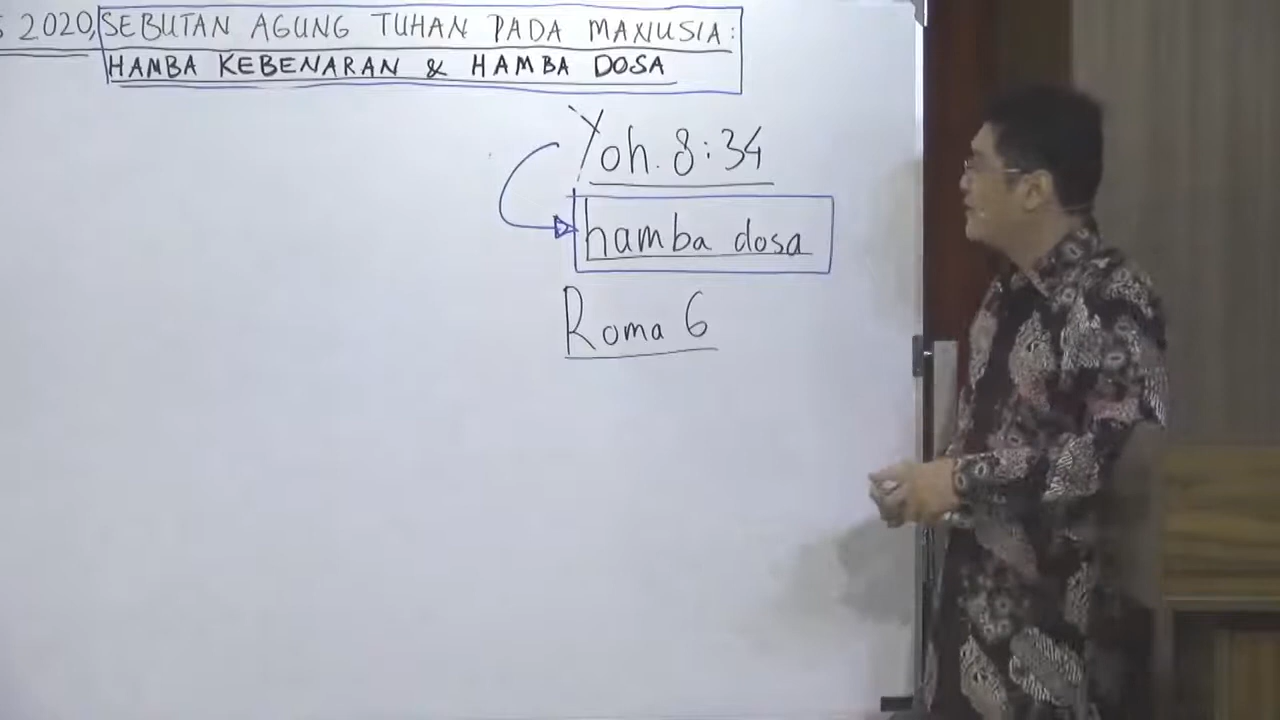 2020, SEBUTAN AGUNG TUHAN PADA MANUSIA:
HAMBA KEBENARAN & HAMBA DOSA
Yoh. 8:34
hamba dosa
Roma 6